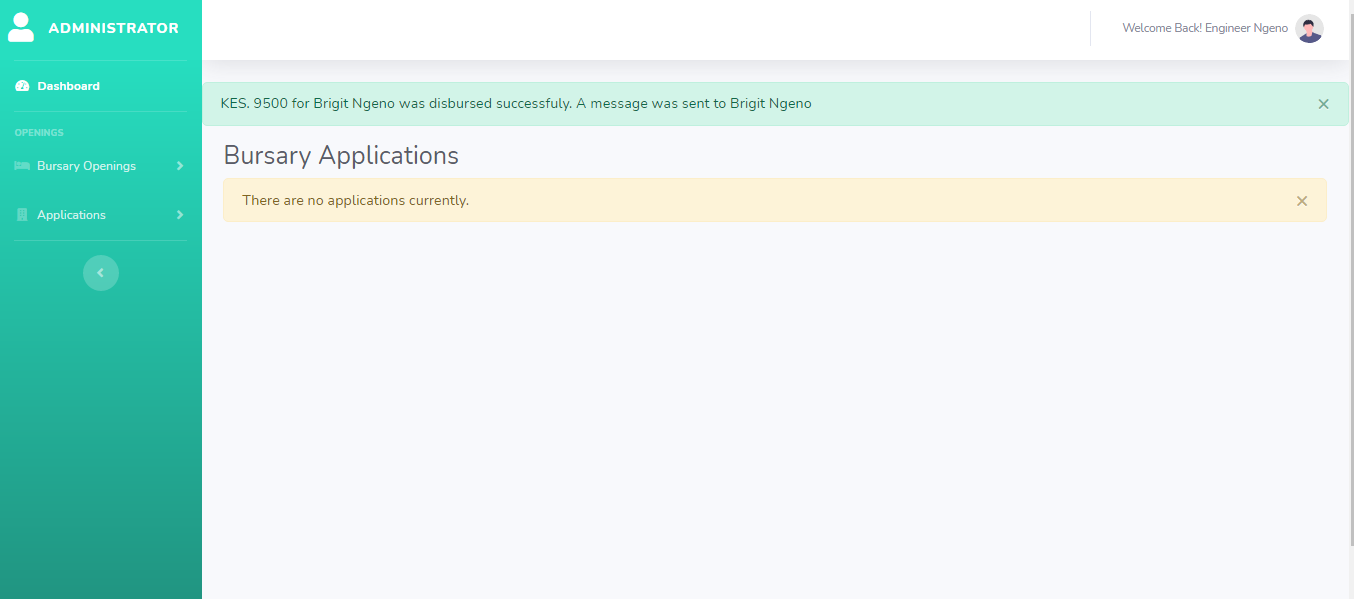 ADMINISTRATOR
Welcome Back! Engineer Ngeno
Dashboard
KES. 9500 for Brigit Ngeno was disbursed successfuly. A message was sent to Brigit Ngeno
OPENINGS
Bursary Applications
Bursary Openings
There are no applications currently.
Applications